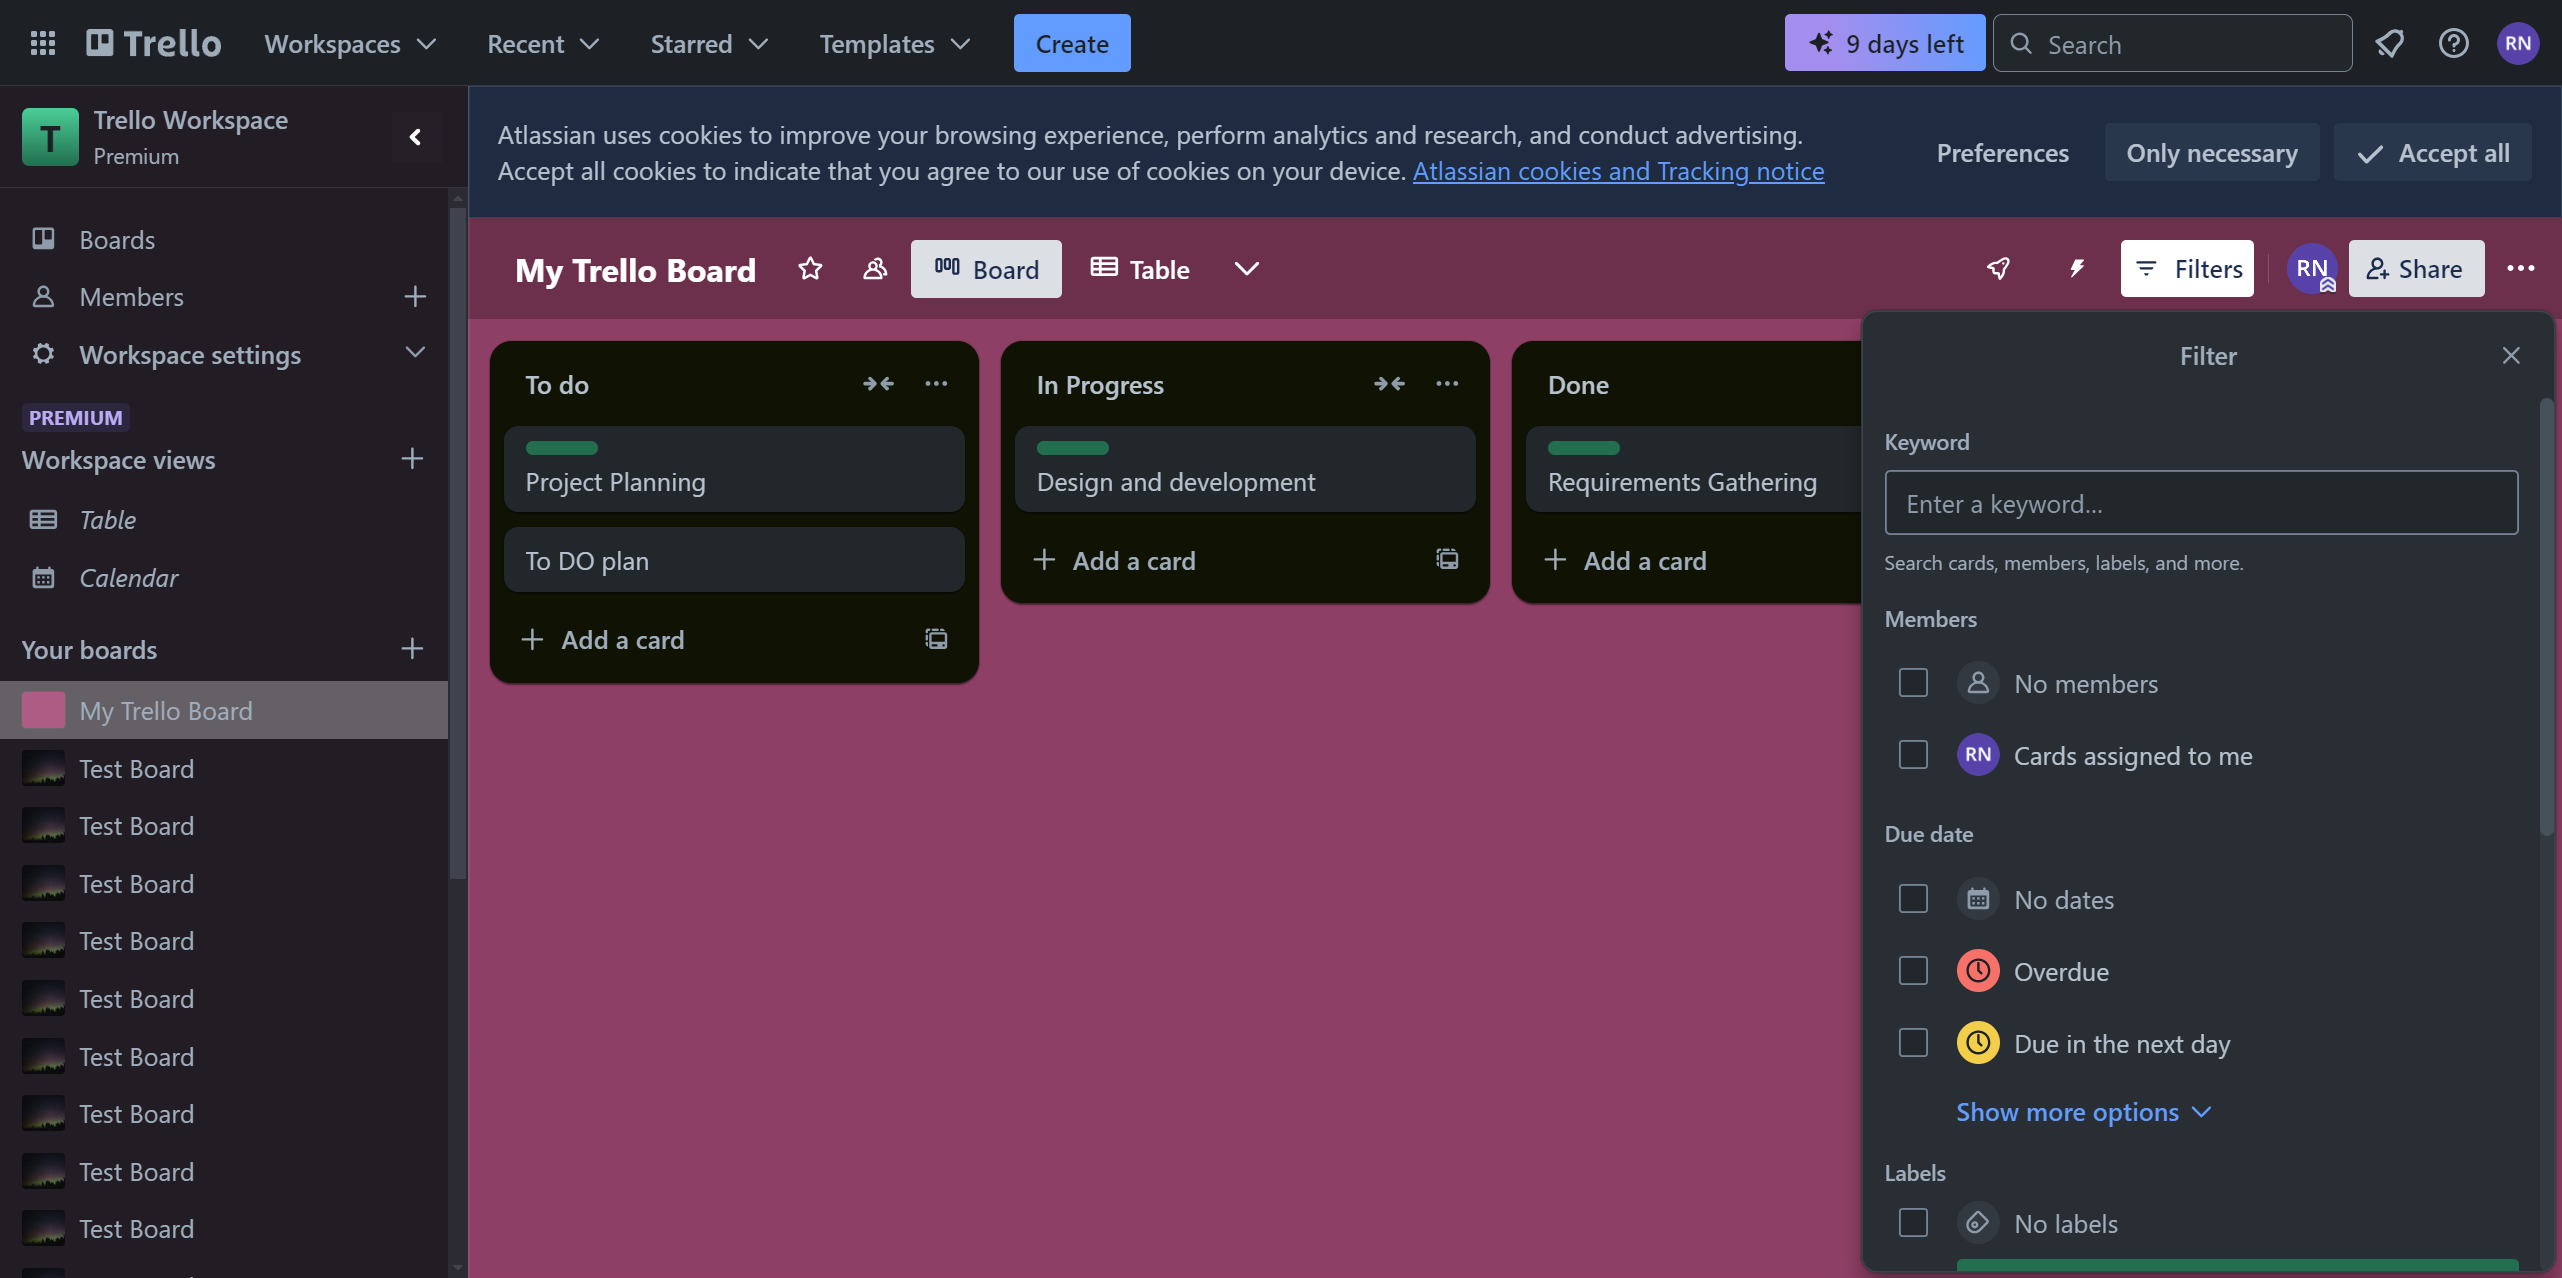 Trello
Workspaces
Recent
Starred
Templates
Create
9 days left
Search
RN
T
Trello Workspace
Premium
Boards
Members
Workspace settings
PREMIUM
Workspace views
Table
Calendar
Your boards
My Trello Board
Test Board
Test Board
Test Board
Test Board
Test Board
Test Board
Test Board
Test Board
Test Board
Atlassian uses cookies to improve your browsing experience, perform analytics and research, and conduct advertising.
Accept all cookies to indicate that you agree to our use of cookies on your device. Atlassian cookies and Tracking notice
Preferences
Only necessary
Accept all
My Trello Board
Board
Table
Filters
RN
Share
To do
Project Planning
To DO plan
Add a card
In Progress
Design and development
Add a card
Done
Requirements Gathering
Add a card
Filter
Keyword
Enter a keyword...
Search cards, members, labels, and more.
Members
No members
RN
Cards assigned to me
Due date
No dates
Overdue
Due in the next day
Show more options
Labels
No labels